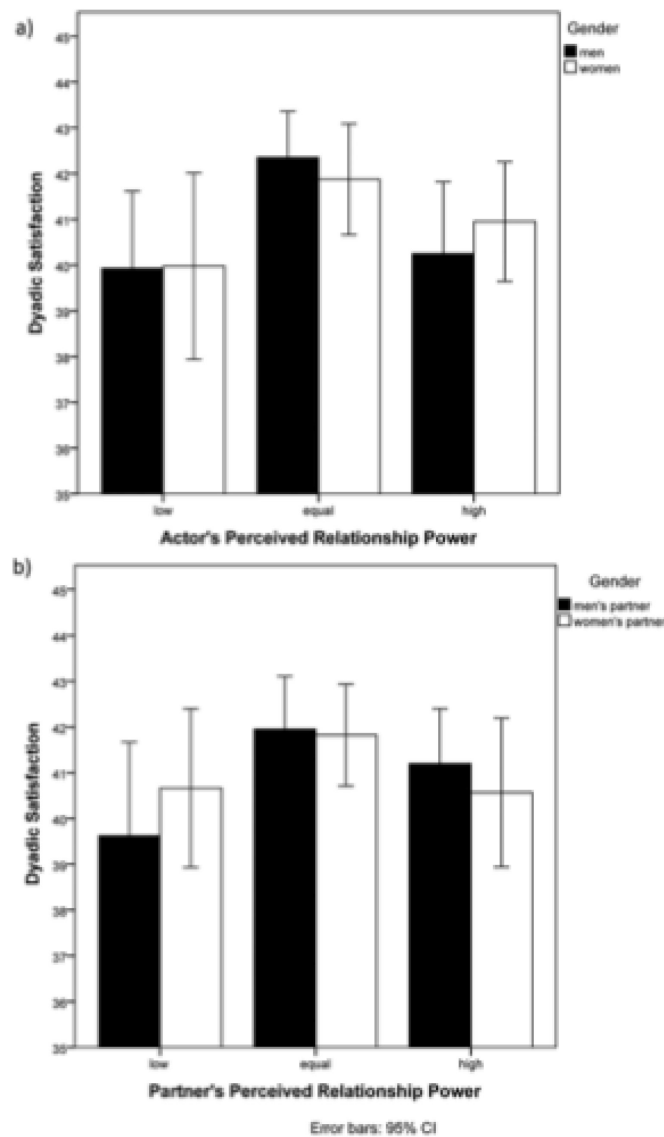 a)
Gender
men
women
45
44
43
42
41
40
39
38
37
36
35
Dyadic Satisfaction
low equal high
Actor's Perceived Relationship Power
b)
Gender
men's partner
women's partner
45
44
43
42
41
40
39
38
37
36
35
Dyadic Satisfaction
low equal high
Partner's Perceived Relationship Power
Error bars: 95% CI